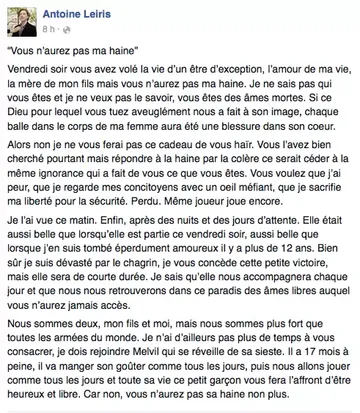 Antoine Leiris
8 h ·
"Vous n'aurez pas ma haine"
Vendredi soir vous avez volé la vie d'un être d'exception, l'amour de ma vie,
la mère de mon fils mais vous n'aurez pas ma haine. Je ne sais pas qui
vous êtes et je ne veux pas le savoir, vous êtes des âmes mortes. Si ce
Dieu pour lequel vous tuez aveuglément nous a fait à son image, chaque
balle dans le corps de ma femme aura été une blessure dans son coeur.
Alors non je ne vous ferai pas ce cadeau de vous haïr. Vous l'avez bien
cherché pourtant mais répondre à la haine par la colère ce serait céder à la
même ignorance qui a fait de vous ce que vous êtes. Vous voulez que j'ai
peur, que je regarde mes concitoyens avec un oeil méfiant, que je sacrifie
ma liberté pour la sécurité. Perdu. Même joueur joue encore.
Je l'ai vue ce matin. Enfin, après des nuits et des jours d'attente. Elle était
aussi belle que lorsqu'elle est partie ce vendredi soir, aussi belle que
lorsque j'en suis tombé éperdument amoureux il y a plus de 12 ans. Bien
sûr je suis dévasté par le chagrin, je vous concède cette petite victoire,
mais elle sera de courte durée. Je sais qu'elle nous accompagnera chaque
jour et que nous nous retrouverons dans ce paradis des âmes libres auquel
vous n'aurez jamais accès.
Nous sommes deux, mon fils et moi, mais nous sommes plus fort que
toutes les armées du monde. Je n'ai d'ailleurs pas plus de temps à vous
consacrer, je dois rejoindre Melvil qui se réveille de sa sieste. Il a 17 mois à
peine, il va manger son goûter comme tous les jours, puis nous allons jouer
comme tous les jours et toute sa vie ce petit garçon vous fera l'affront d'être
heureux et libre. Car non, vous n'aurez pas sa haine non plus.